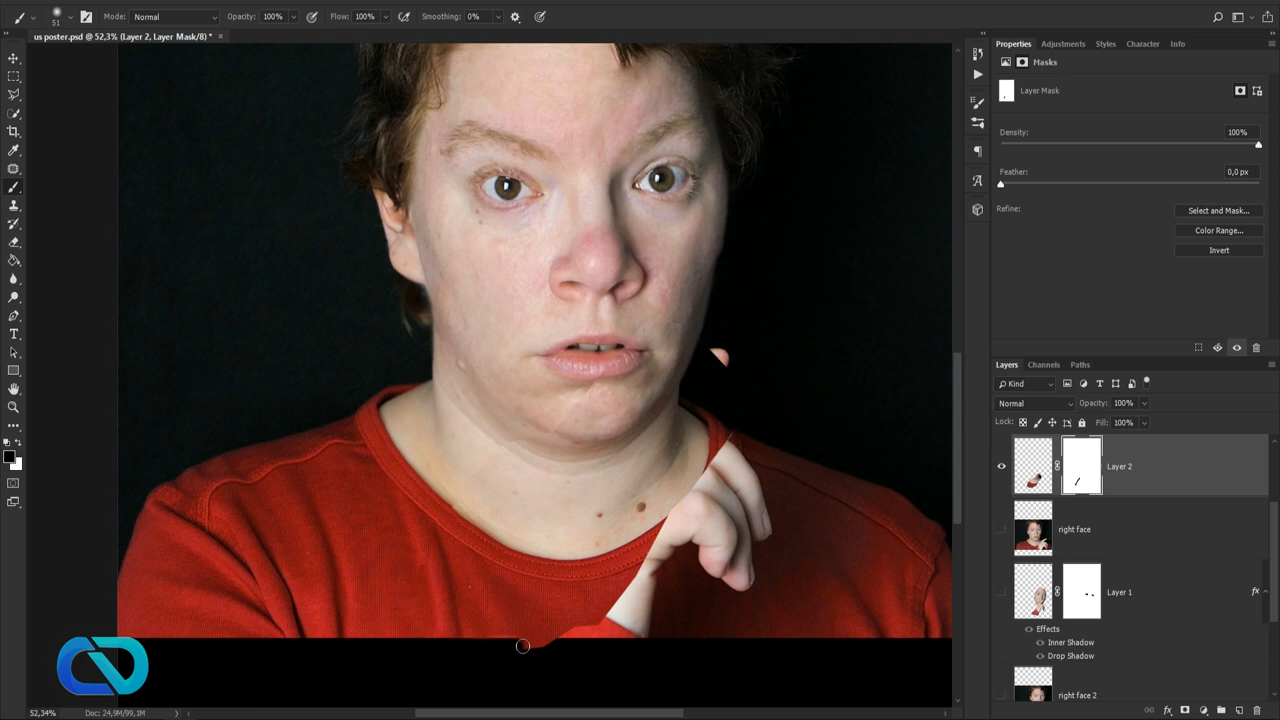 51 Mode: Normal Opacity: 100% Flow: 100% Smoothing: 0%
us poster.psd @ 52,3% (Layer 2, Layer Mask/8) * ×
Properties Adjustments Styles Character Info
Masks
Layer Mask
Density: 100%
Feather: 0,0 px
Refine: Select and Mask...
Color Range...
Invert
Layers Channels Paths
Kind
Normal Opacity: 100%
Lock: Fill: 100%
Layer 2
right face
Layer 1 fx
Effects
Inner Shadow
Drop Shadow
right face 2
52,34% Doc: 24,9M/99,1M